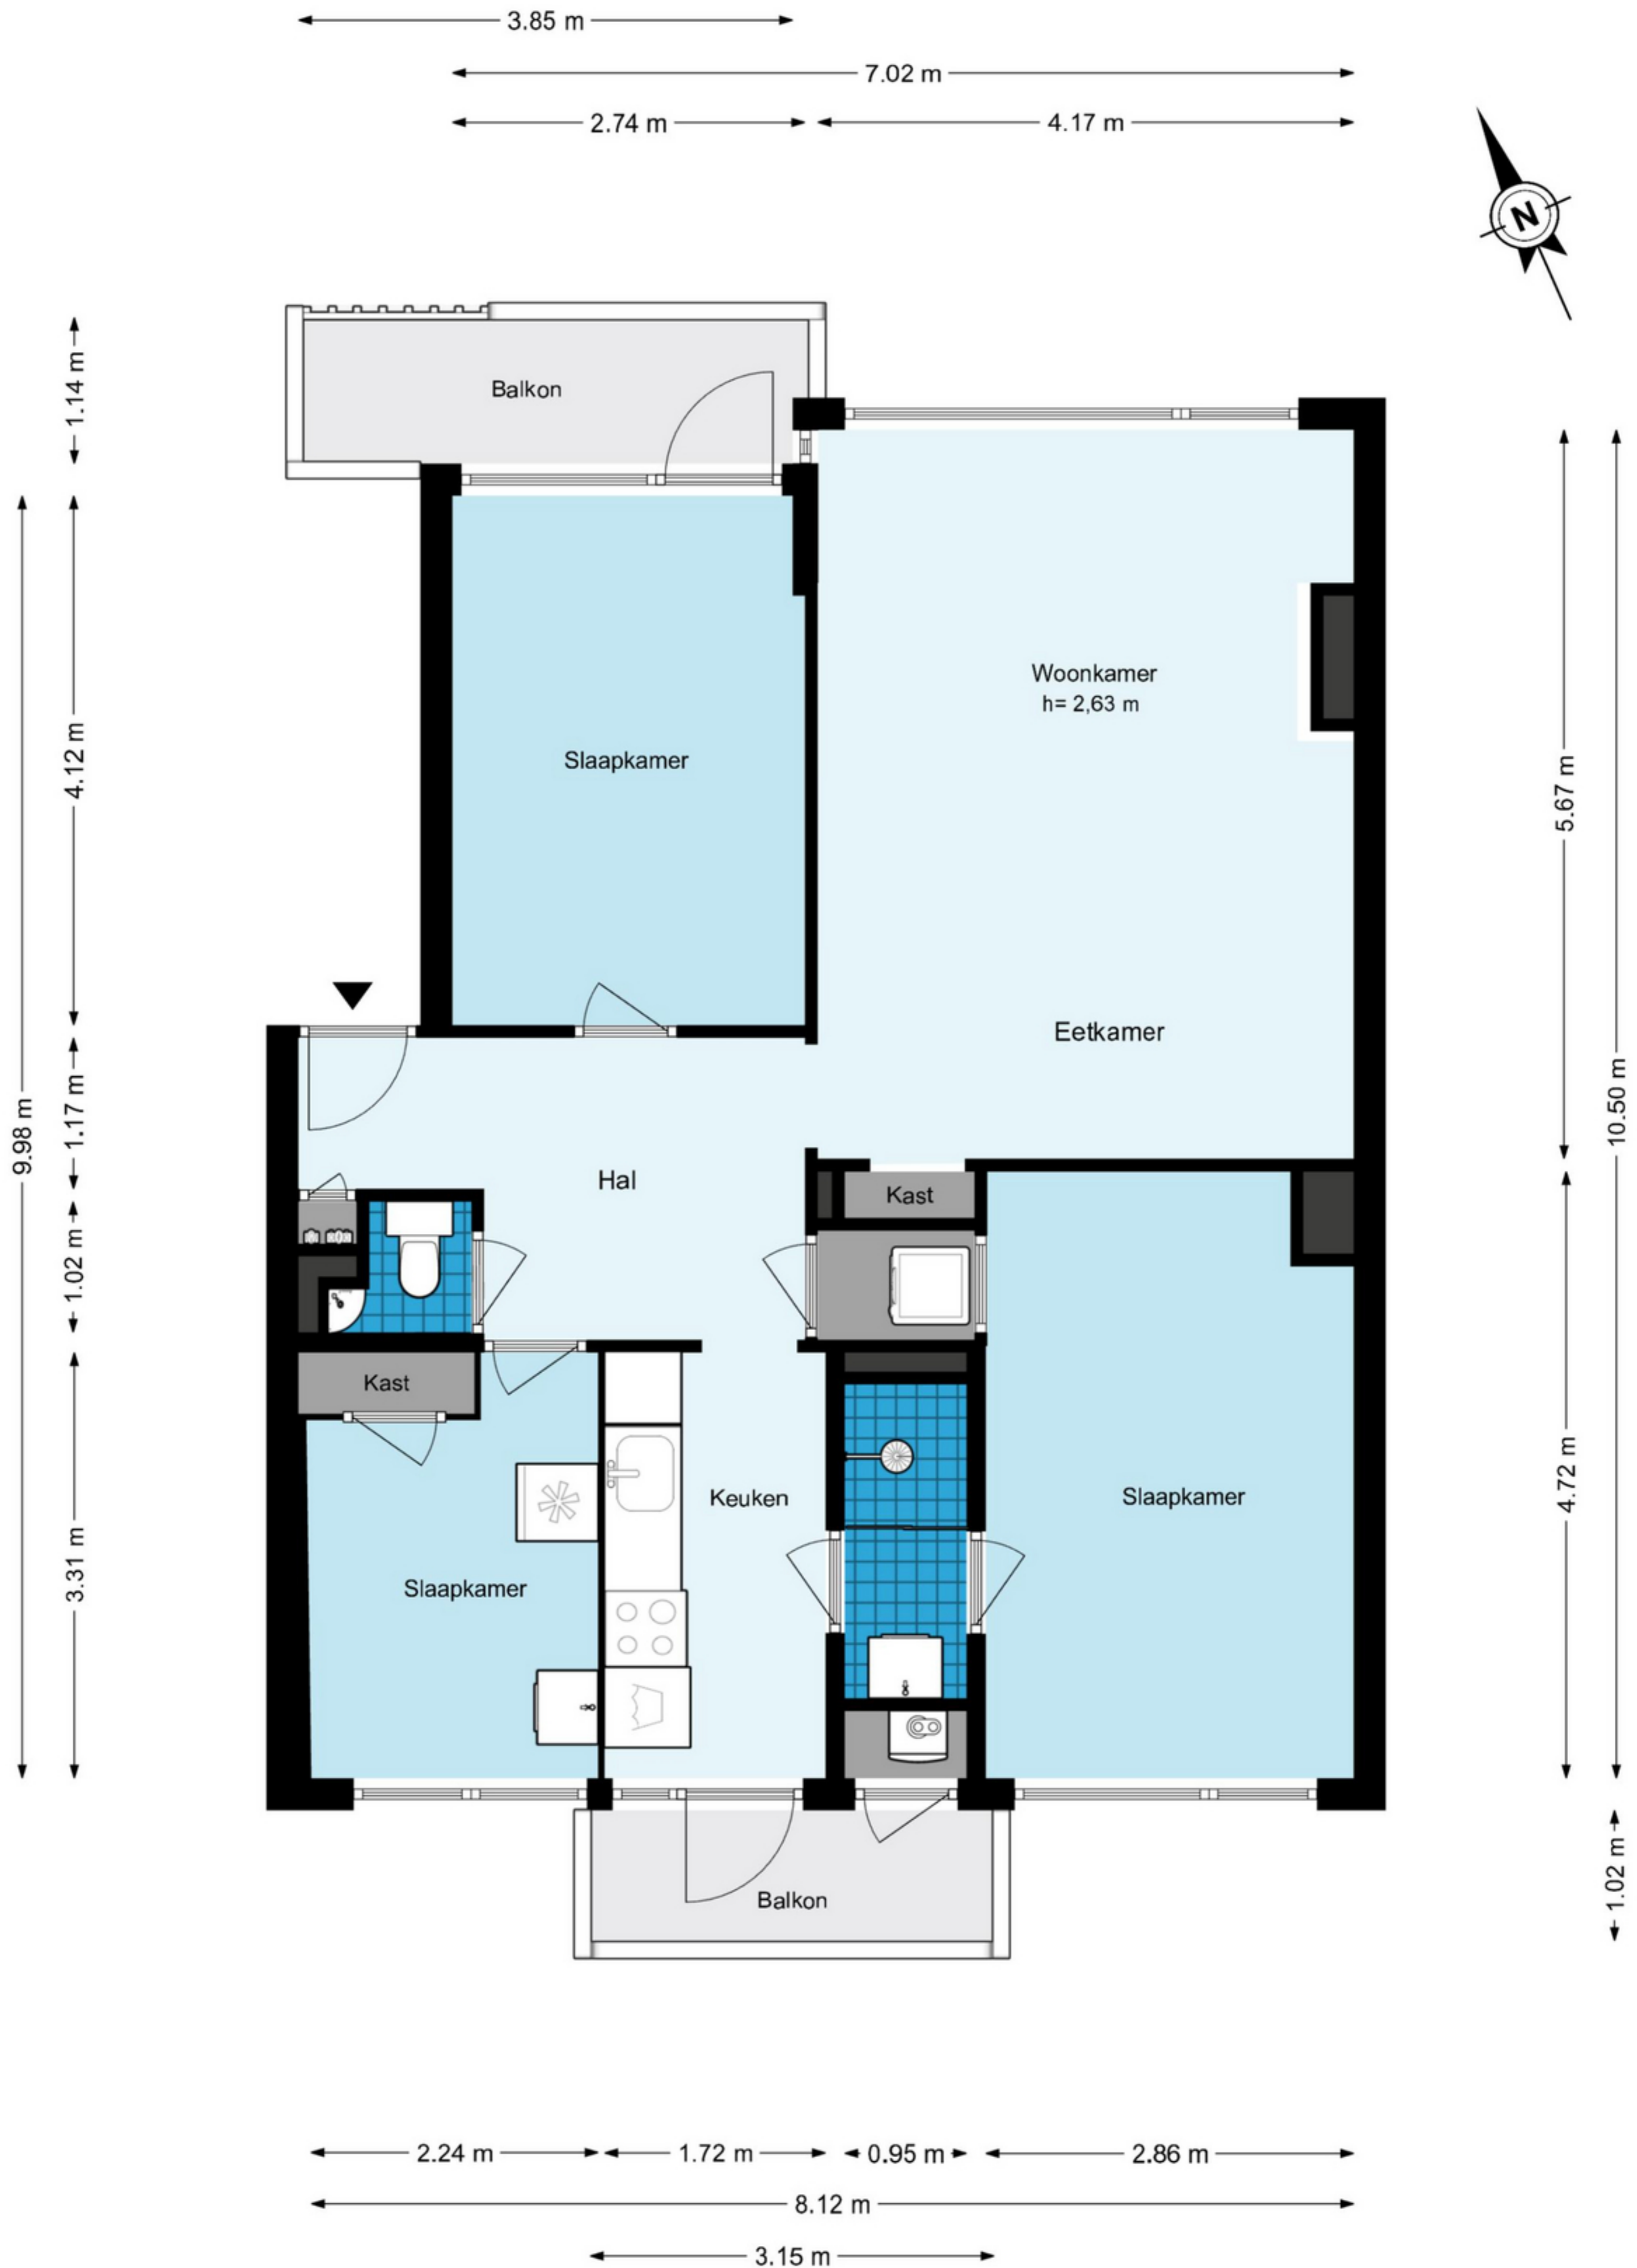 3.85 m
7.02 m
2.74 m
4.17 m
N
1.14 m
Balkon
4.12 m
Woonkamer
h= 2,63 m
Slaapkamer
5.67 m
Eetkamer
9.98 m
1.17 m
10.50 m
Hal
Kast
1.02 m
Kast
Slaapkamer
Keuken
Slaapkamer
3.31 m
4.72 m
Balkon
1.02 m
2.24 m
1.72 m
0.95 m
2.86 m
8.12 m
3.15 m